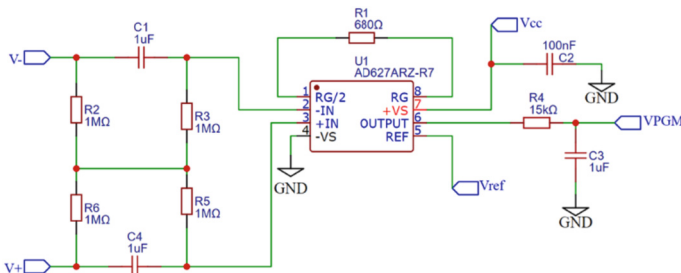 C1
1uF
V-
R2
1MΩ
R3
1MΩ
R6
1MΩ
R5
1MΩ
C4
1uF
V+
R1
680Ω
U1
AD627ARZ-R7
1 RG/2 RG 8
2 -IN +VS 7
3 +IN OUTPUT 6
4 -VS REF 5
GND
Vref
Vcc
100nF
C2
GND
R4
15kΩ
VPGM
C3
1uF
GND